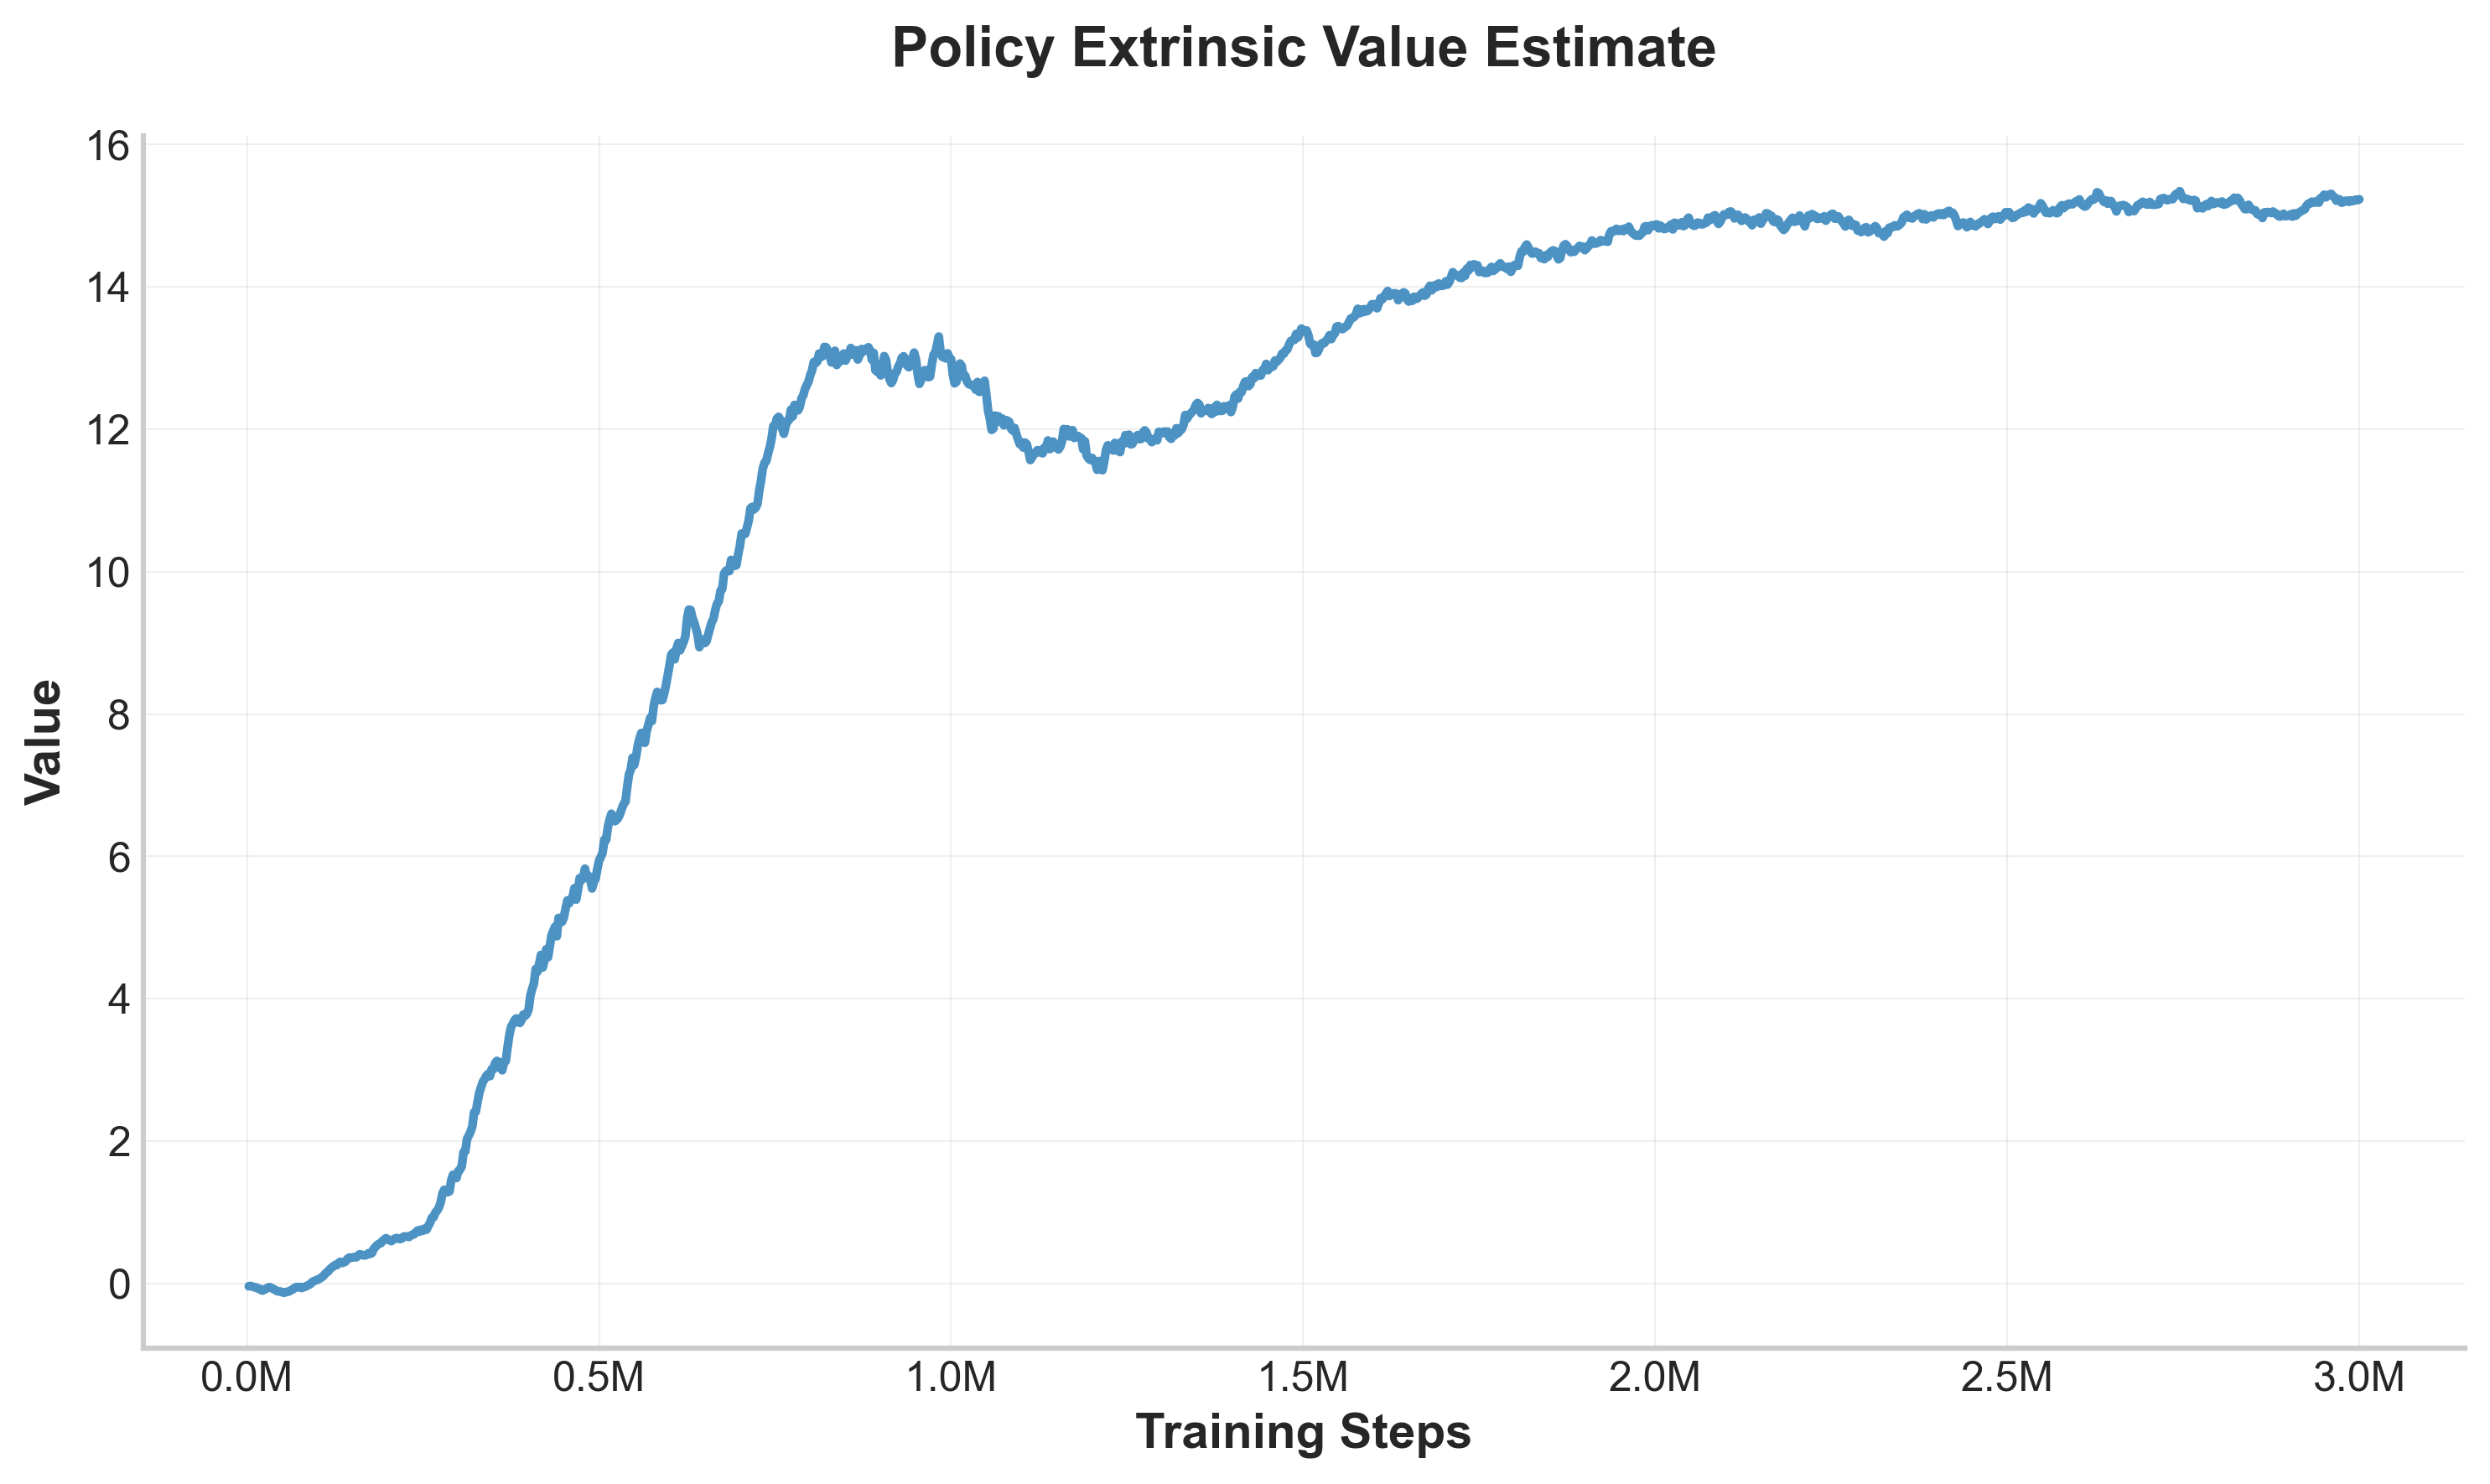 Policy Extrinsic Value Estimate
16
14
12
10
8
6
4
2
0
Value
0.0M 0.5M 1.0M 1.5M 2.0M 2.5M 3.0M
Training Steps